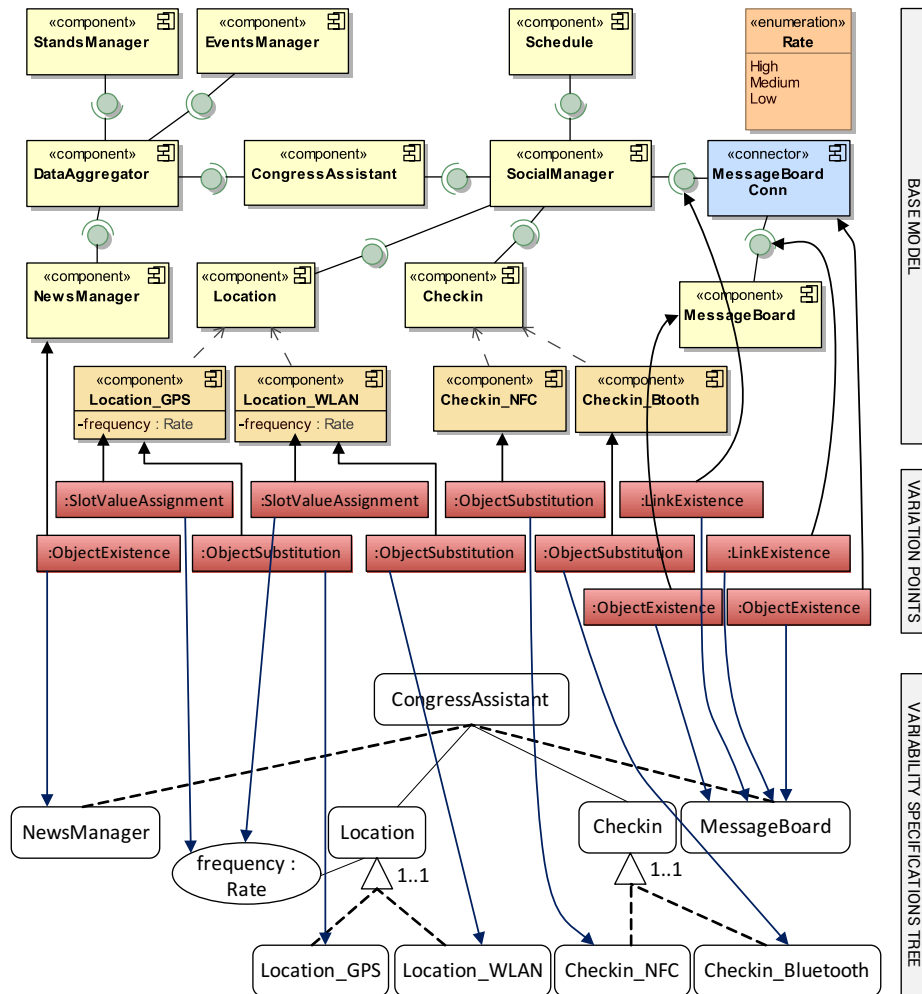 «component»
StandsManager
«component»
EventsManager
«component»
Schedule
«enumeration»
Rate
High
Medium
Low
«component»
DataAggregator
«component»
CongressAssistant
«component»
SocialManager
«connector»
MessageBoard
Conn
«component»
NewsManager
«component»
Location
«component»
Checkin
«component»
MessageBoard
«component»
Location_GPS
-frequency : Rate
«component»
Location_WLAN
-frequency : Rate
«component»
Checkin_NFC
«component»
Checkin_Btooth
BASE MODEL
:SlotValueAssignment
:SlotValueAssignment
:ObjectSubstitution
:LinkExistence
:ObjectExistence
:ObjectSubstitution
:ObjectSubstitution
:ObjectSubstitution
:LinkExistence
:ObjectExistence
:ObjectExistence
VARIATION POINTS
CongressAssistant
NewsManager
Location
Checkin
MessageBoard
frequency :
Rate
1..1
1..1
Location_GPS
Location_WLAN
Checkin_NFC
Checkin_Bluetooth
VARIABILITY SPECIFICATIONS TREE